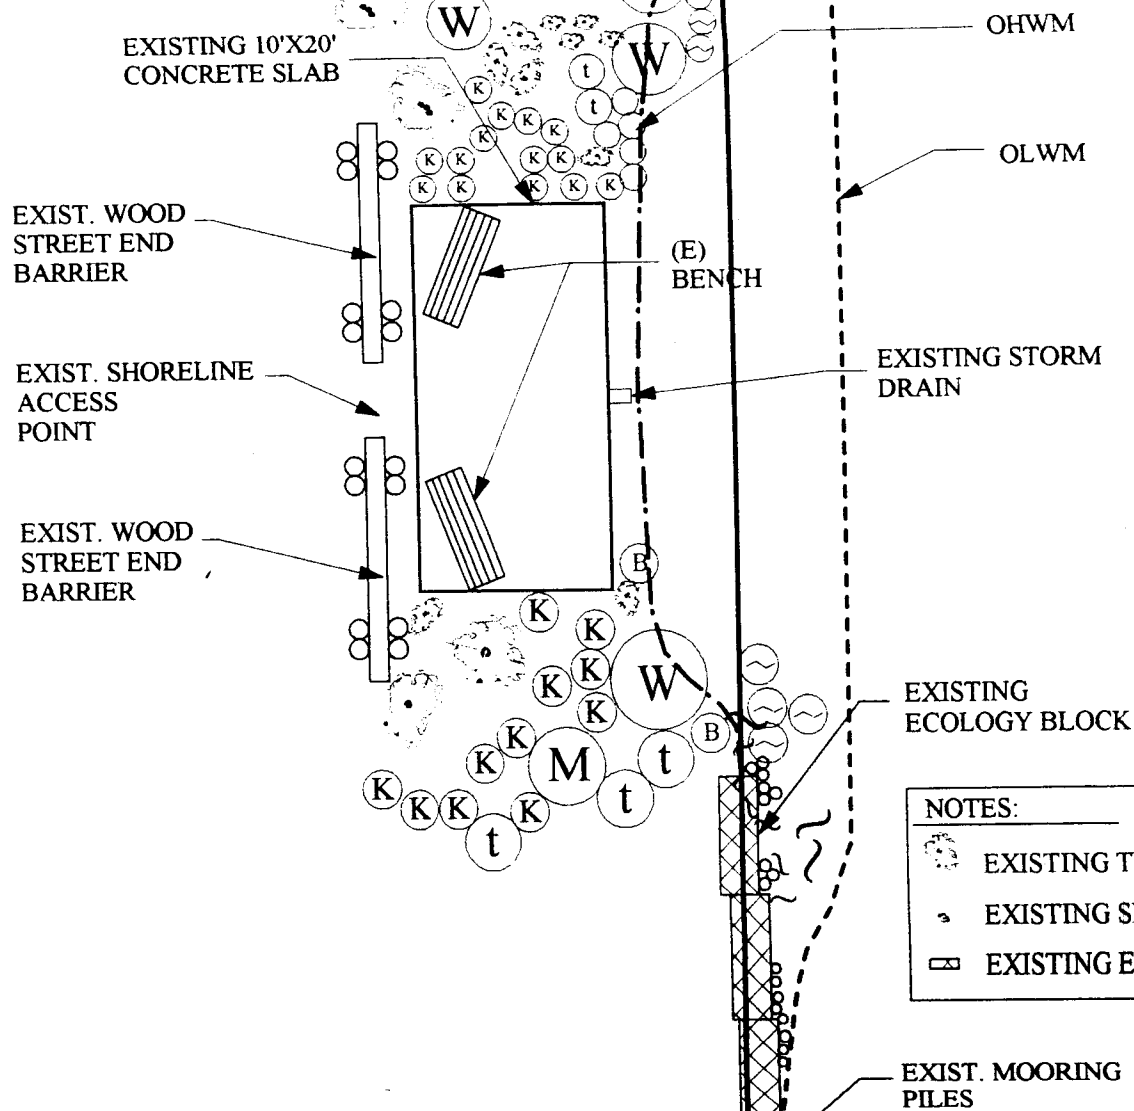 EXISTING 10'X20'
CONCRETE SLAB
OHWM
OLWM
EXIST. WOOD
STREET END
BARRIER
(E)
BENCH
EXIST. SHORELINE
ACCESS
POINT
EXISTING STORM
DRAIN
EXIST. WOOD
STREET END
BARRIER
EXISTING
ECOLOGY BLOCK
NOTES:
EXISTING T
EXISTING
EXISTING E
EXIST. MOORING
PILES
W
W
t
t
K
K
K
K
K
K
K
K
K
K
K
K
K
K
B
K
K
K
K
K
W
B
K
K
M
t
t
K
K
K
K
t